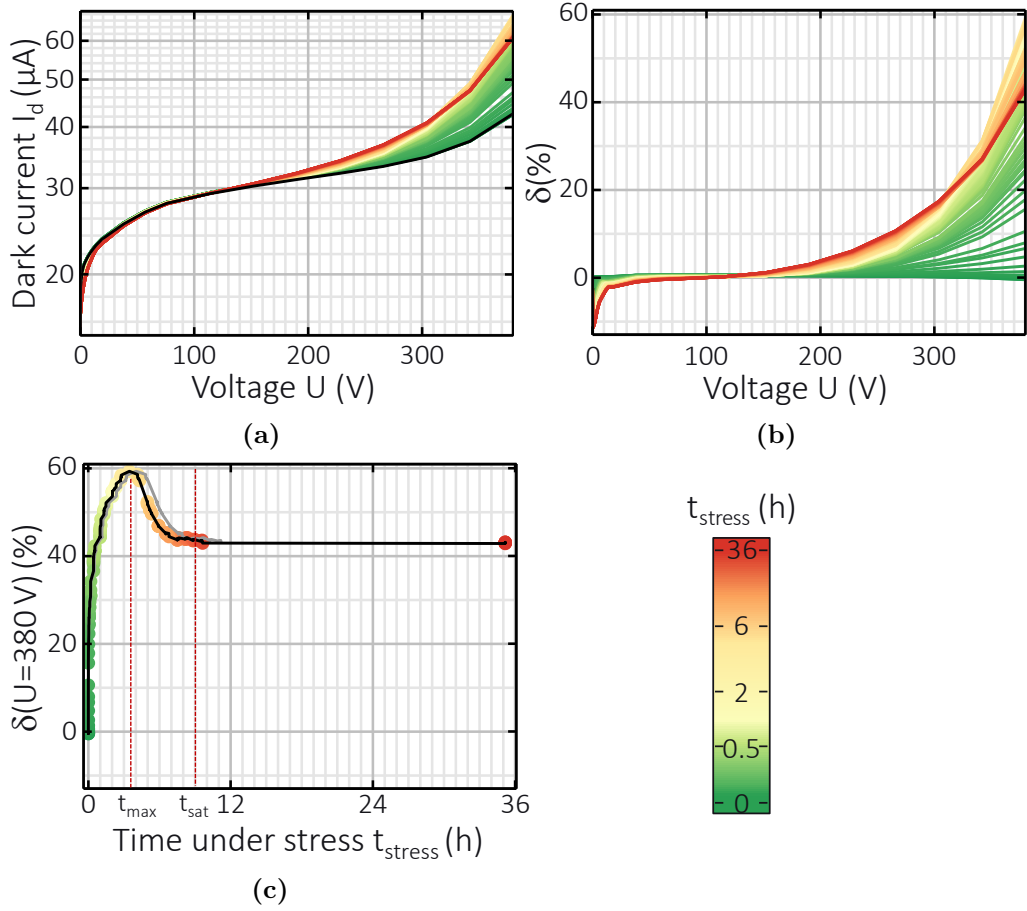 Dark current I_d (μA)
60
50
40
30
20
0
100
200
300
Voltage U (V)
(a)
δ(%)
60
40
20
0
0
100
200
300
Voltage U (V)
(b)
δ(U=380 V) (%)
60
40
20
0
0
t_max
t_sat
12
24
36
Time under stress t_stress (h)
(c)
t_stress (h)
36
6
2
0.5
0